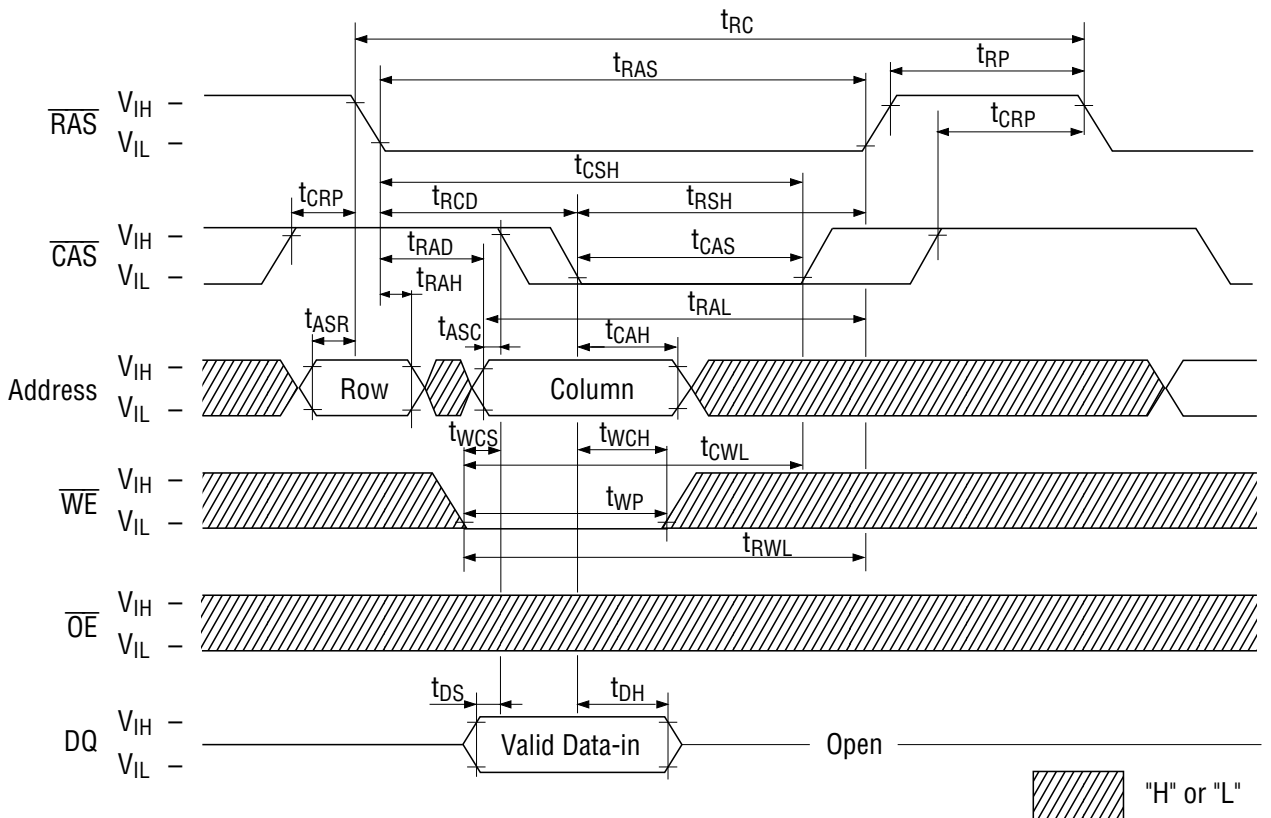 tRC
tRAS
tRP
RAS
VIH
VIL
tCRP
tCSH
tCRP
tRCD
tRSH
CAS
VIH
VIL
tRAD
tCAS
tRAH
tRAL
tASR
tASC
tCAH
Address
VIH
VIL
Row
Column
tWCS
tWCH
tCWL
WE
VIH
VIL
tWP
tRWL
OE
VIH
VIL
tDS
tDH
DQ
VIH
VIL
Valid Data-in
Open
"H" or "L"